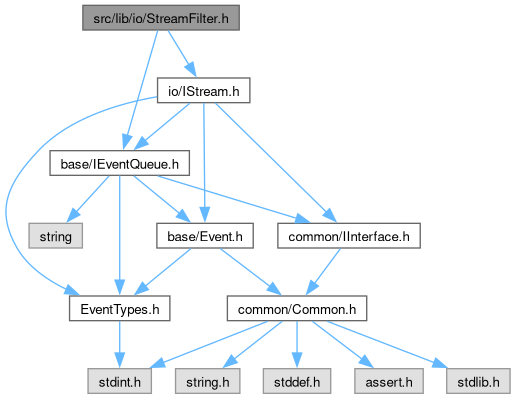 src/lib/io/StreamFilter.h
io/IStream.h
base/IEventQueue.h
string
base/Event.h
common/IInterface.h
EventTypes.h
common/Common.h
stdint.h
string.h
stddef.h
assert.h
stdlib.h